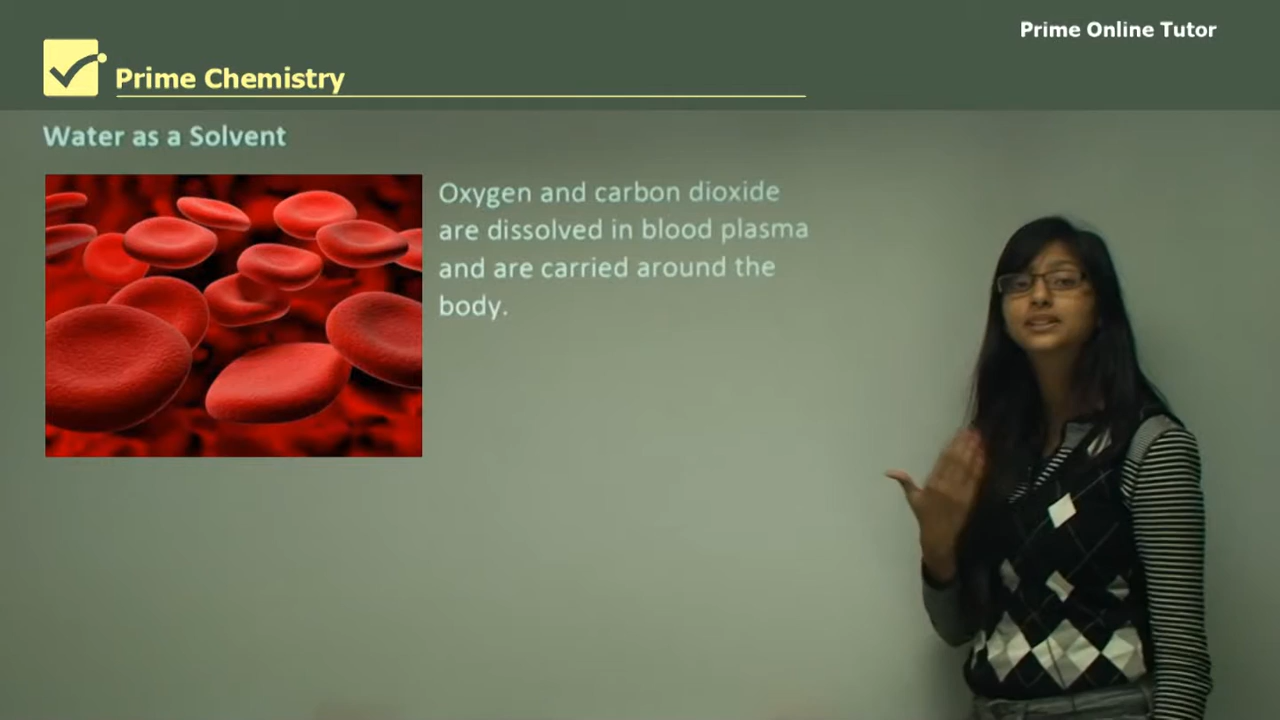 Prime Online Tutor
Prime Chemistry
Water as a Solvent
Oxygen and carbon dioxide
are dissolved in blood plasma
and are carried around the
body.